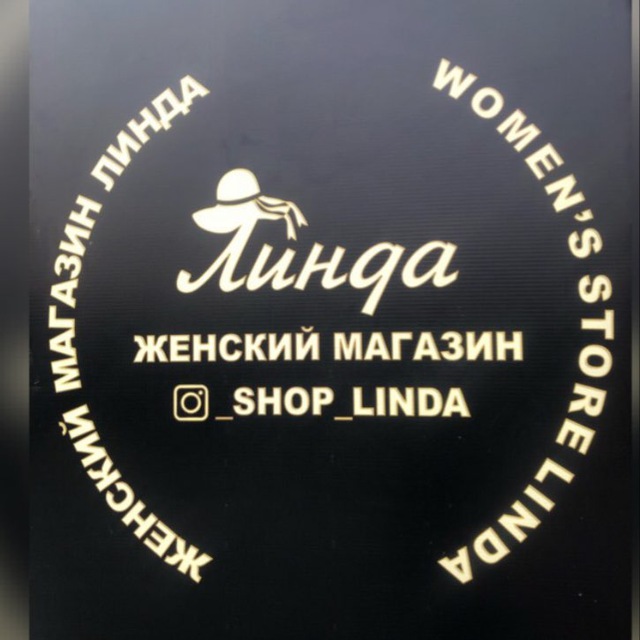 ЖЕНСКИЙ МАГАЗИН ЛИНДА
WOMEN'S STORE LINDA
Линда
ЖЕНСКИЙ МАГАЗИН
_SHOP_LINDA